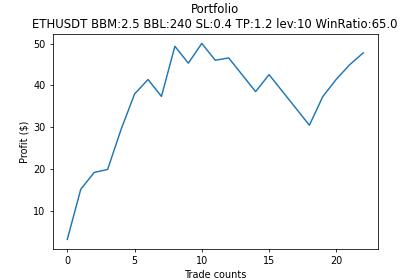 Portfolio
ETHUSDT BBM:2.5 BBL:240 SL:0.4 TP:1.2 lev:10 WinRatio:65.0
50
40
30
20
10
Profit ($)
0
5
10
15
20
Trade counts